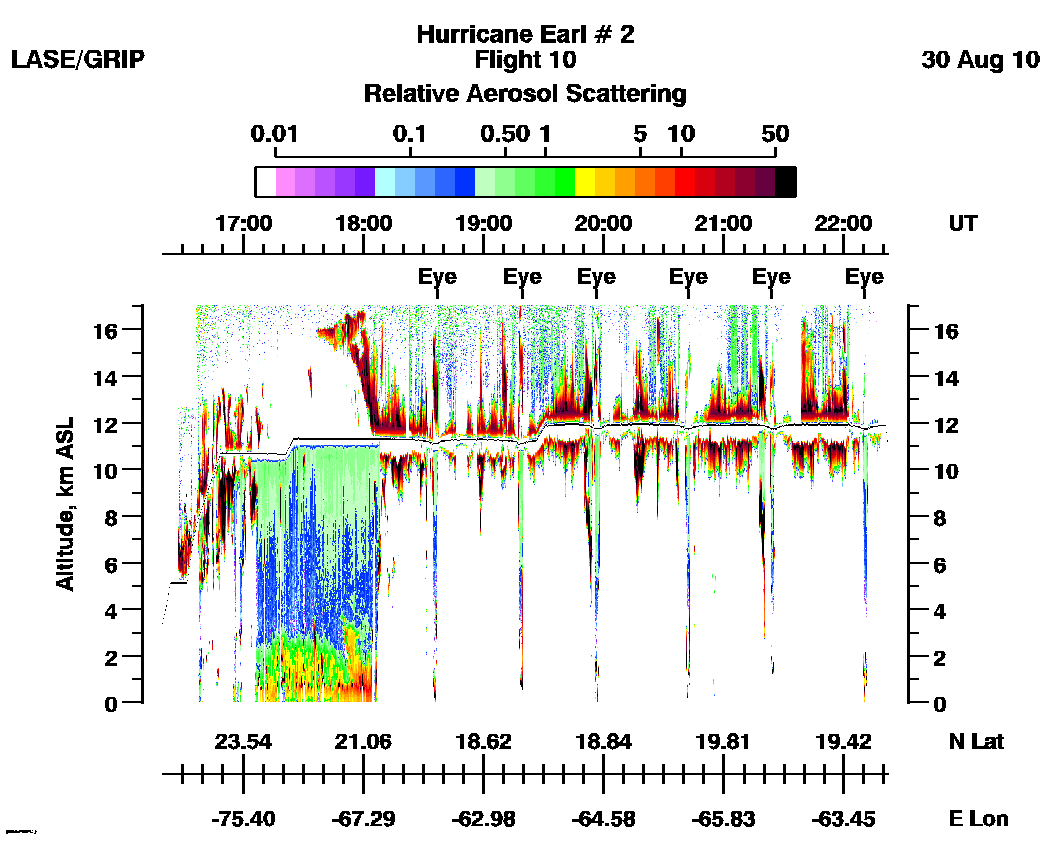 Hurricane Earl # 2
LASE/GRIP Flight 10 30 Aug 10
Relative Aerosol Scattering
0.01 0.1 0.50 1 5 10 50
17:00 18:00 19:00 20:00 21:00 22:00 UT
Eye Eye Eye Eye Eye Eye
Altitude, km ASL
16 16
14 14
12 12
10 10
8 8
6 6
4 4
2 2
0 0
23.54 21.06 18.62 18.84 19.81 19.42 N Lat
-75.40 -67.29 -62.98 -64.58 -65.83 -63.45 E Lon